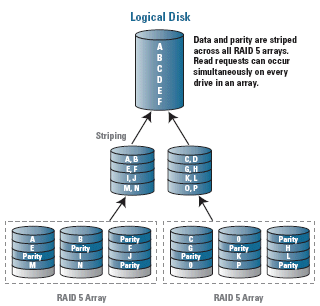 Logical Disk
A
B
C
D
E
F
Data and parity are striped
across all RAID 5 arrays.
Read requests can occur
simultaneously on every
drive in an array.
Striping
A, B
E, F
I, J
M, N
C, D
G, H
K, L
O, P
A
E
Parity
M
B
Parity
I
N
Parity
F
J
Parity
C
G
Parity
O
D
Parity
K
P
Parity
H
L
Parity
RAID 5 Array
RAID 5 Array